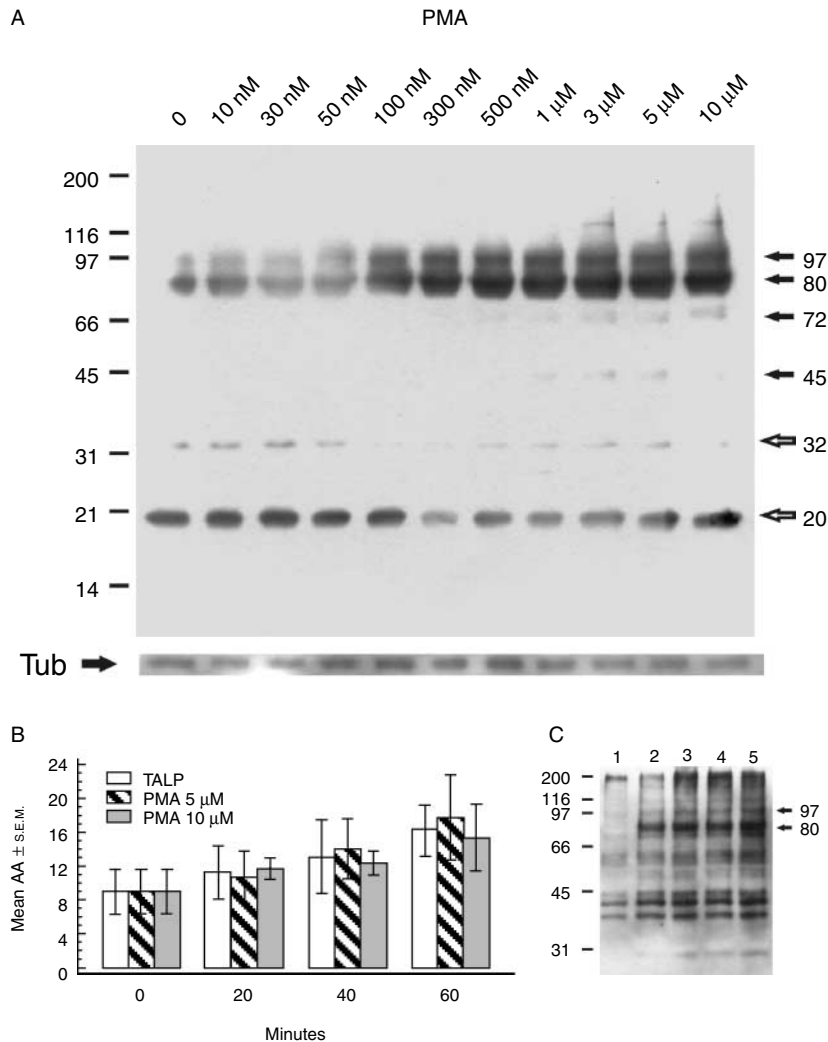 A
PMA
0 10 nM 30 nM 50 nM 100 nM 300 nM 500 nM 1 µM 3 µM 5 µM 10 µM
200
116
97
66
45
31
21
14
97
80
72
45
32
20
Tub
B
24
20
16
12
8
4
0
Mean AA ± S.E.M.
TALP
PMA 5 µM
PMA 10 µM
0 20 40 60
Minutes
C
1 2 3 4 5
200
116
97
66
45
31
97
80